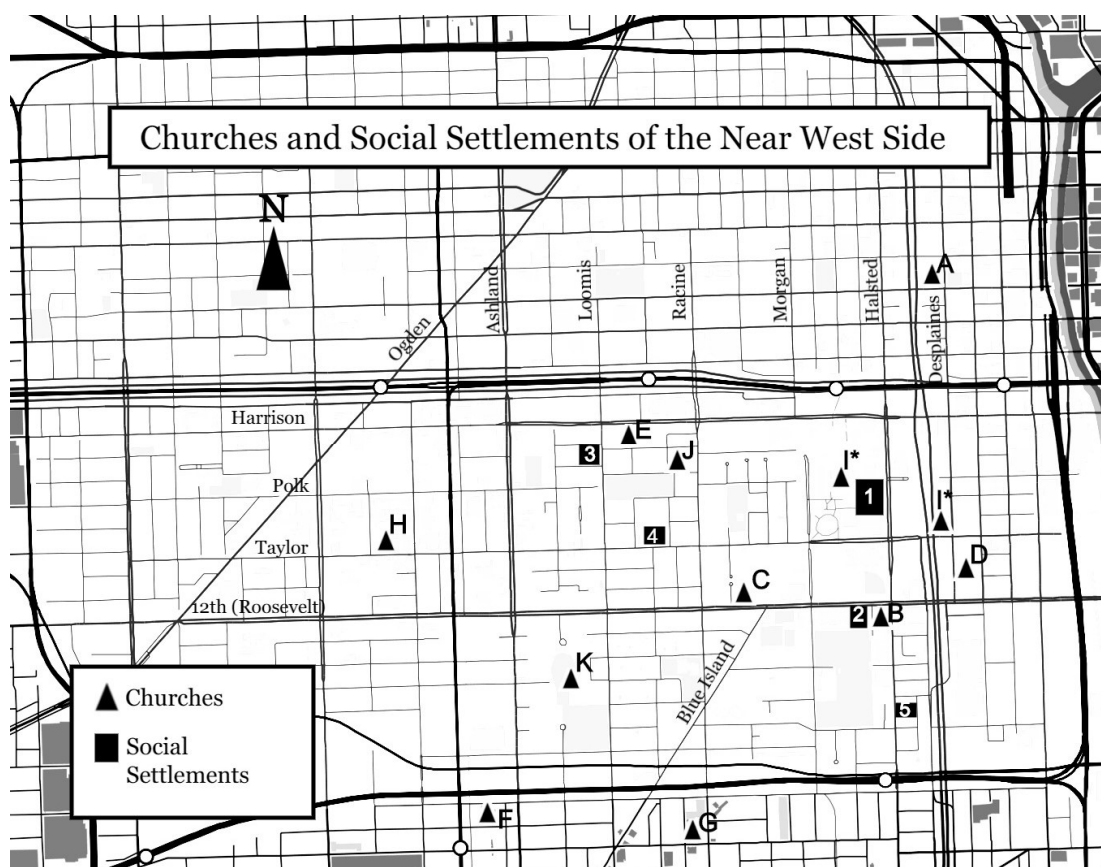 Churches and Social Settlements of the Near West Side
N
A
Ashland
Loomis
Racine
Morgan
Halsted
Desplaines
Ogden
Harrison
E
3
J
I*
Polk
1
I*
H
4
Taylor
D
C
12th (Roosevelt)
2
B
K
Blue Island
5
Churches
Social
Settlements
F
G